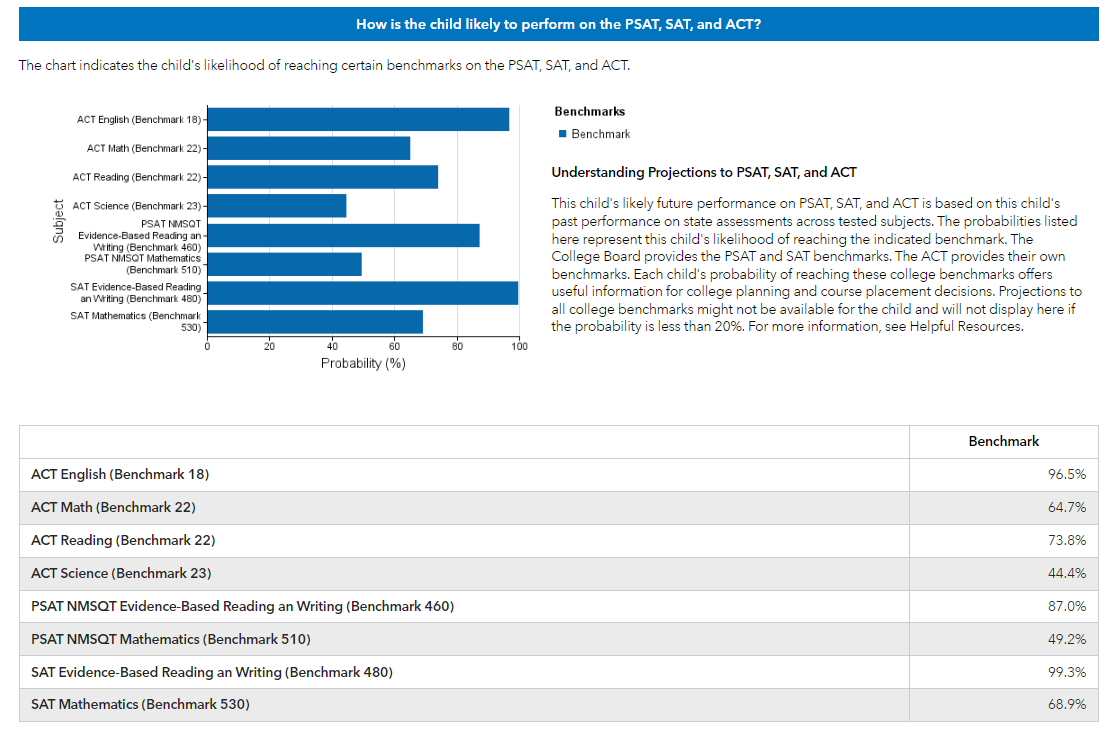 How is the child likely to perform on the PSAT, SAT, and ACT?
The chart indicates the child's likelihood of reaching certain benchmarks on the PSAT, SAT, and ACT.
Subject
ACT English (Benchmark 18)
ACT Math (Benchmark 22)
ACT Reading (Benchmark 22)
ACT Science (Benchmark 23)
PSAT NMSQT
Evidence-Based Reading an
Writing (Benchmark 460)
PSAT NMSQT Mathematics
(Benchmark 510)
SAT Evidence-Based Reading
an Writing (Benchmark 480)
SAT Mathematics (Benchmark
530)
0 20 40 60 80 100
Probability (%)
Benchmarks
Benchmark
Understanding Projections to PSAT, SAT, and ACT
This child's likely future performance on PSAT, SAT, and ACT is based on this child's
past performance on state assessments across tested subjects. The probabilities listed
here represent this child's likelihood of reaching the indicated benchmark. The
College Board provides the PSAT and SAT benchmarks. The ACT provides their own
benchmarks. Each child's probability of reaching these college benchmarks offers
useful information for college planning and course placement decisions. Projections to
all college benchmarks might not be available for the child and will not display here if
the probability is less than 20%. For more information, see Helpful Resources.
Benchmark
ACT English (Benchmark 18) 96.5%
ACT Math (Benchmark 22) 64.7%
ACT Reading (Benchmark 22) 73.8%
ACT Science (Benchmark 23) 44.4%
PSAT NMSQT Evidence-Based Reading an Writing (Benchmark 460) 87.0%
PSAT NMSQT Mathematics (Benchmark 510) 49.2%
SAT Evidence-Based Reading an Writing (Benchmark 480) 99.3%
SAT Mathematics (Benchmark 530) 68.9%